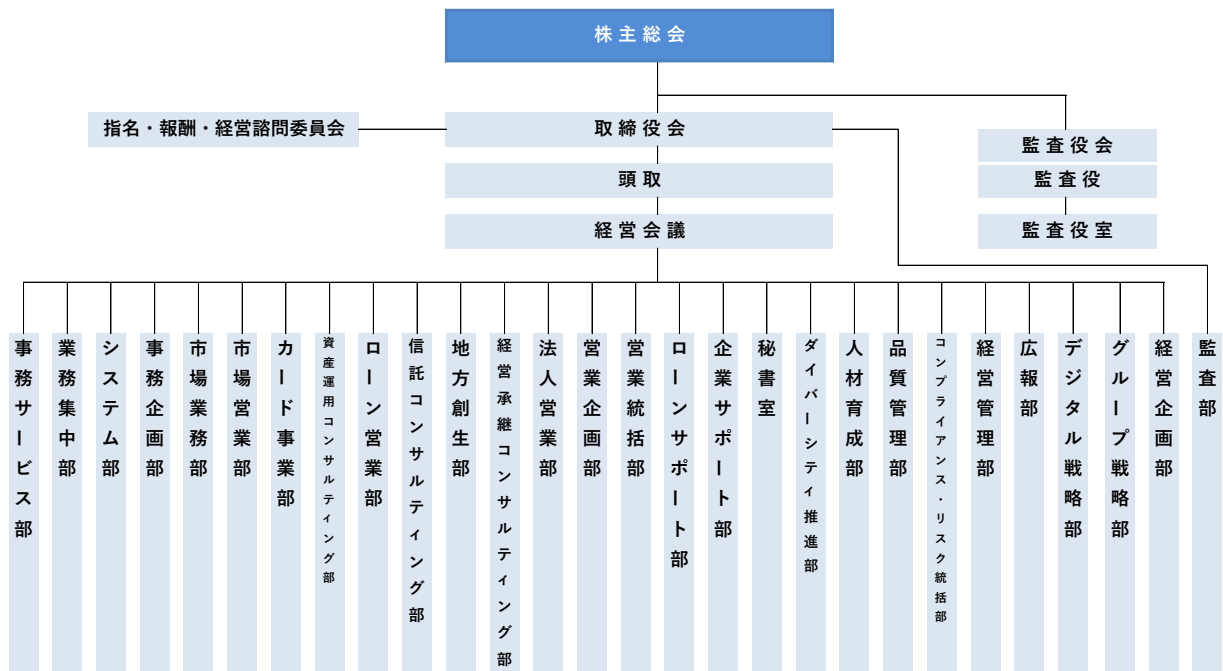 株主総会
指名・報酬・経営諮問委員会
取締役会
監査役会
頭取
監査役
経営会議
監査役室
事務サービス部
業務集中部
システム部
事務企画部
市場業務部
市場営業部
カード事業部
資産運用コンサルティング部
ローン営業部
信託コンサルティング部
地方創生部
経営承継コンサルティング部
法人営業部
営業企画部
営業統括部
ローンサポート部
企業サポート部
秘書室
ダイバーシティ推進部
人材育成部
品質管理部
コンプライアンス・リスク統括部
経営管理部
広報部
デジタル戦略部
グループ戦略部
経営企画部
監査部